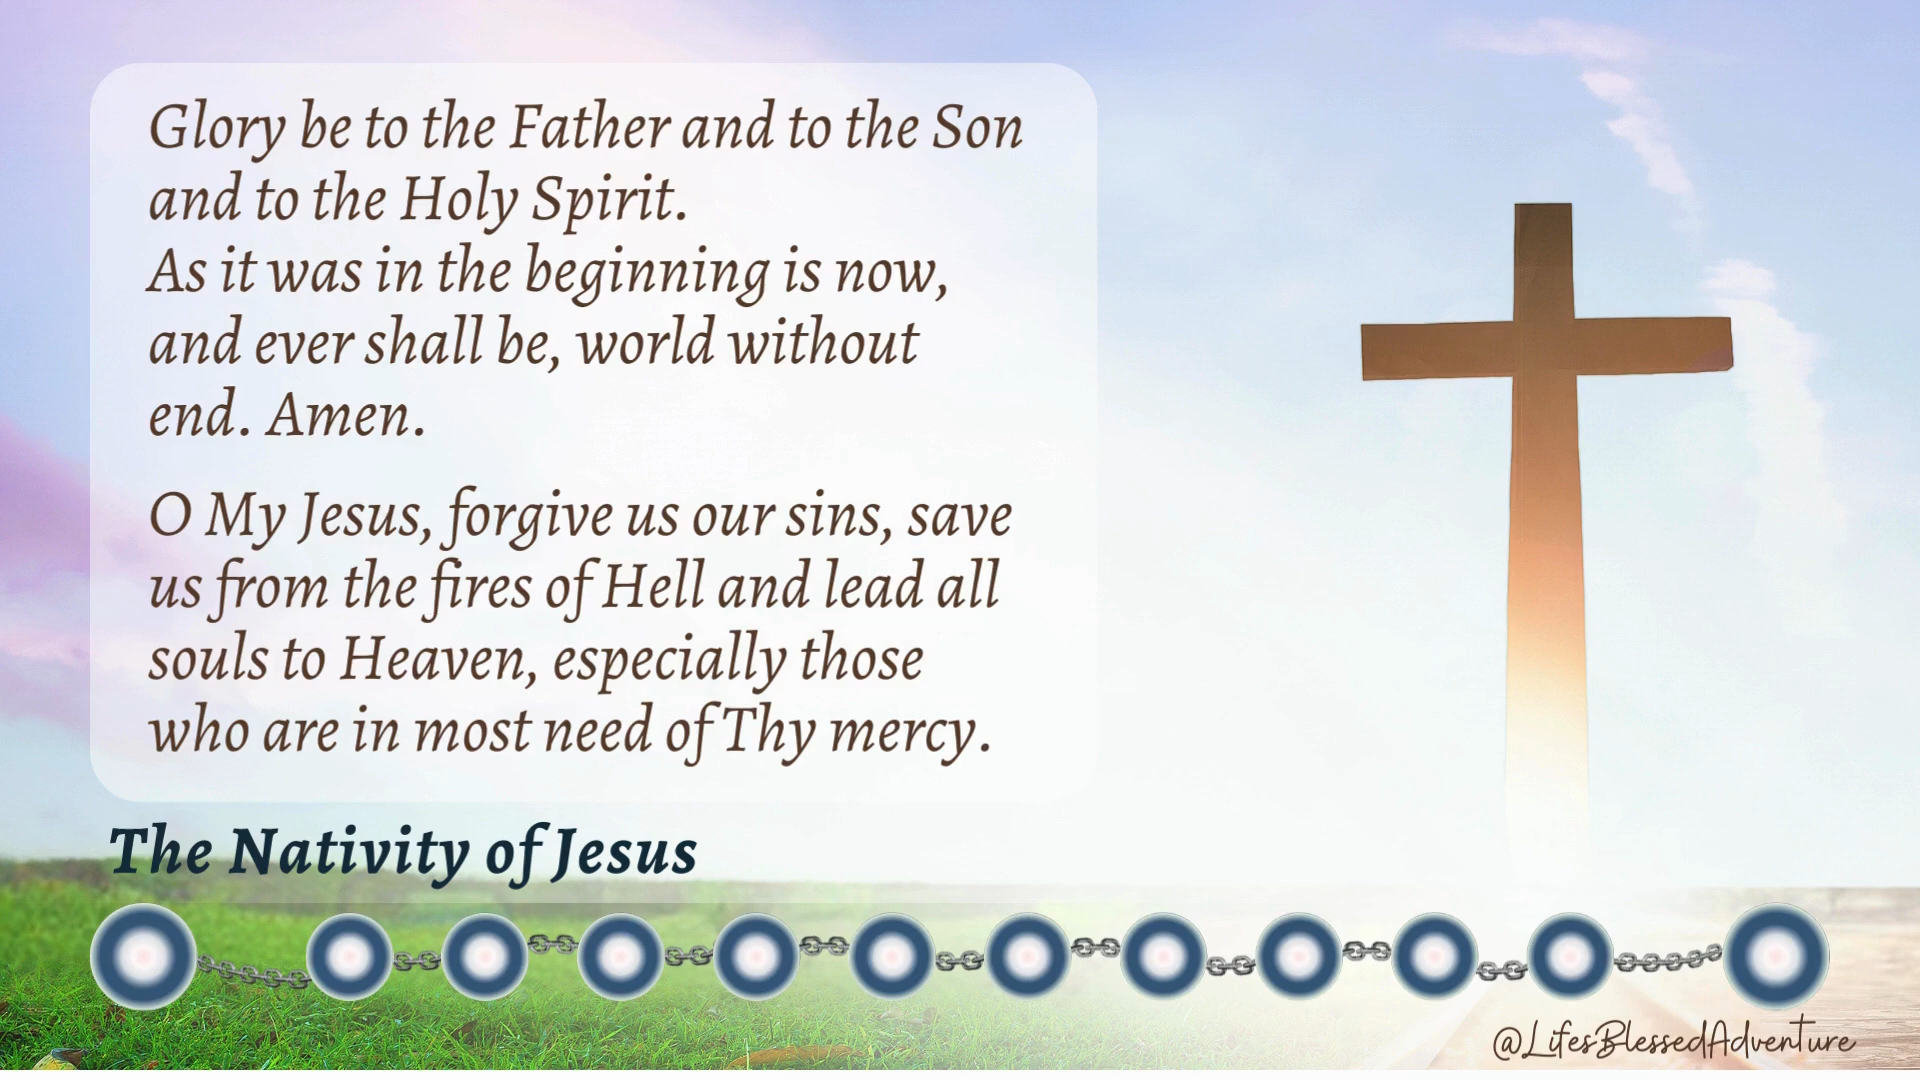 Glory be to the Father and to the Son
and to the Holy Spirit.
As it was in the beginning is now,
and ever shall be, world without
end. Amen.
O My Jesus, forgive us our sins, save
us from the fires of Hell and lead all
souls to Heaven, especially those
who are in most need of Thy mercy.
The Nativity of Jesus
@LifesBlessedAdventure